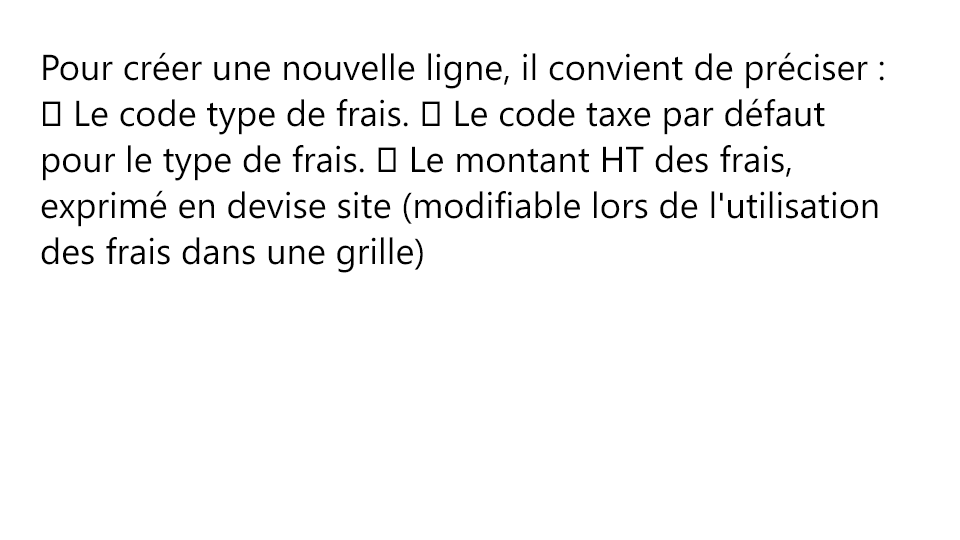 Pour créer une nouvelle ligne, il convient de préciser :
 Le code type de frais.  Le code taxe par défaut
pour le type de frais.  Le montant HT des frais,
exprimé en devise site (modifiable lors de l'utilisation
des frais dans une grille)